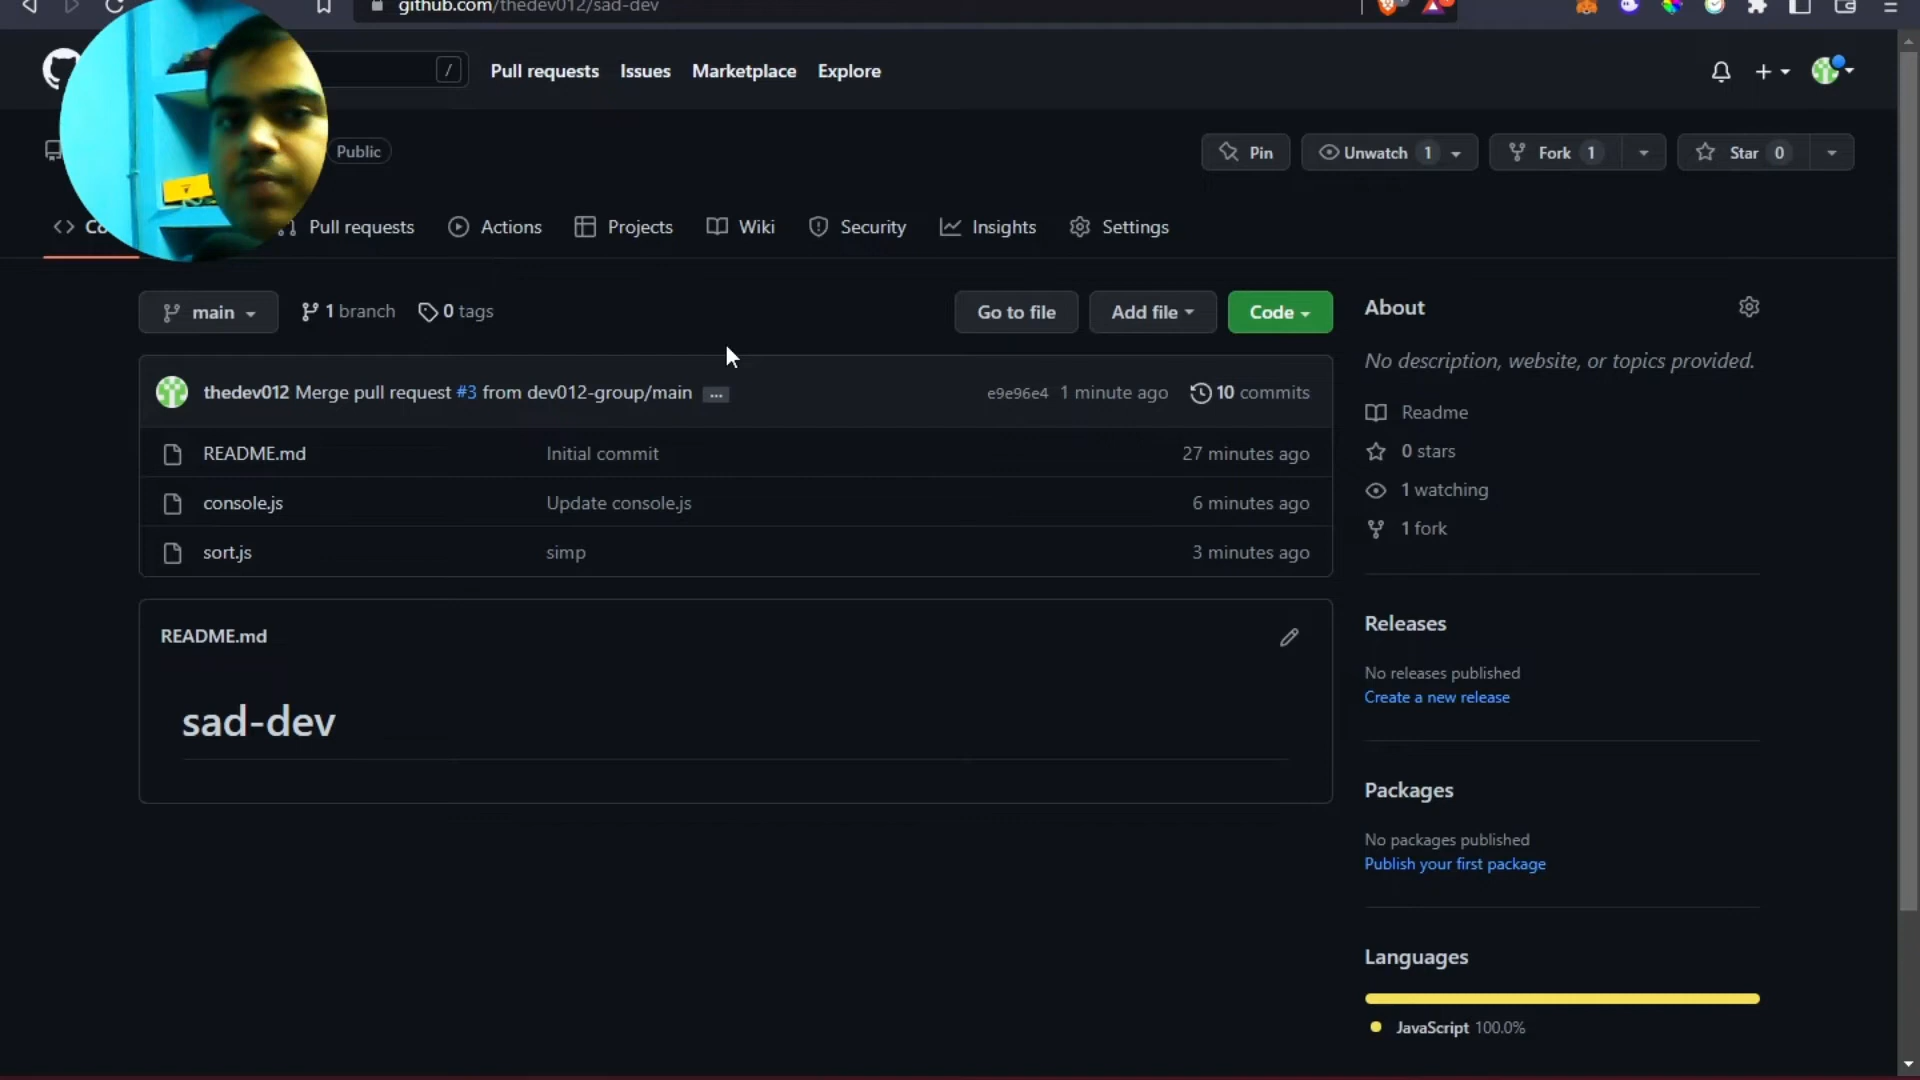 github.com/thedev012/sad-dev
/
Pull requests
Issues
Marketplace
Explore
Public
Pin
Unwatch 1
Fork 1
Star 0
Pull requests
Actions
Projects
Wiki
Security
Insights
Settings
main
1 branch
0 tags
Go to file
Add file
Code
About
No description, website, or topics provided.
thedev012 Merge pull request #3 from dev012-group/main ...
e9e96e4 1 minute ago
10 commits
README.md
Initial commit
27 minutes ago
console.js
Update console.js
6 minutes ago
sort.js
simp
3 minutes ago
Readme
0 stars
1 watching
1 fork
README.md
sad-dev
Releases
No releases published
Create a new release
Packages
No packages published
Publish your first package
Languages
JavaScript 100.0%